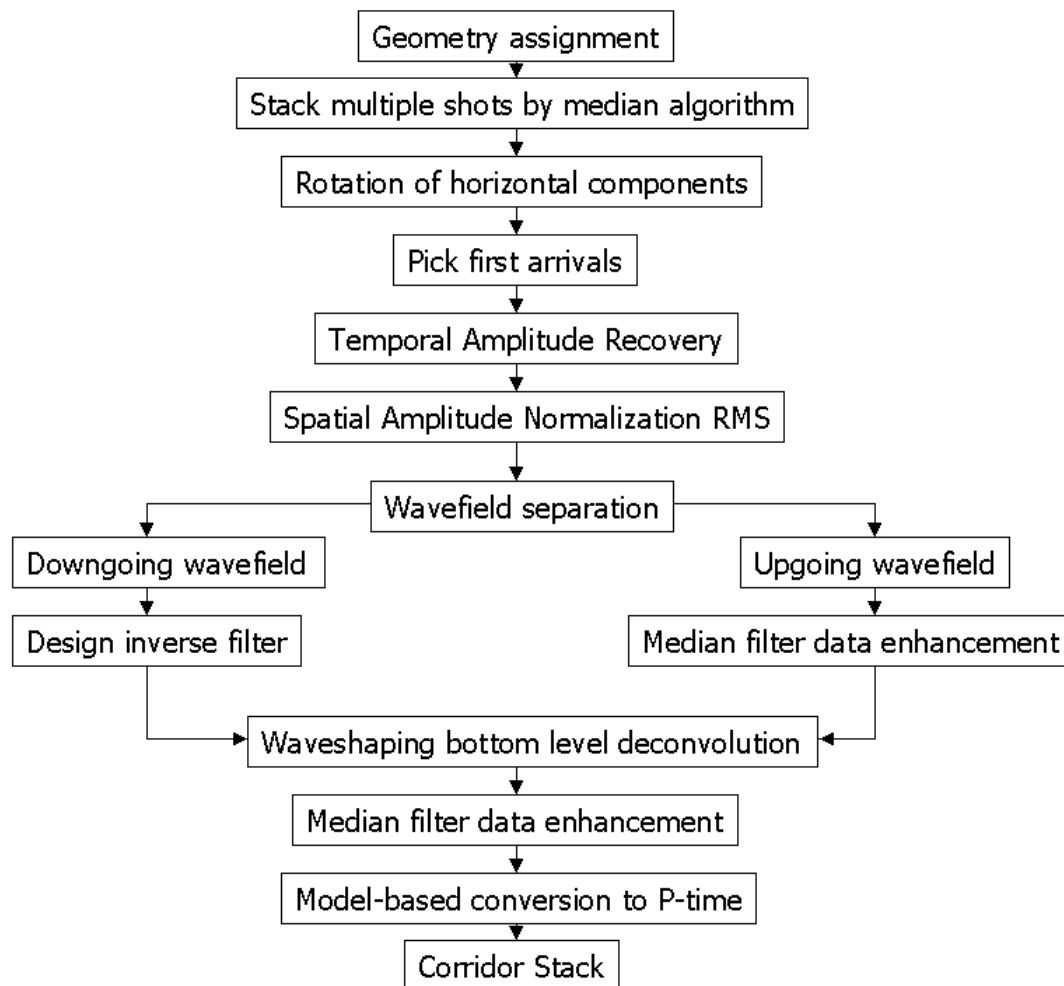 Geometry assignment
Stack multiple shots by median algorithm
Rotation of horizontal components
Pick first arrivals
Temporal Amplitude Recovery
Spatial Amplitude Normalization RMS
Wavefield separation
Downgoing wavefield
Upgoing wavefield
Design inverse filter
Median filter data enhancement
Waveshaping bottom level deconvolution
Median filter data enhancement
Model-based conversion to P-time
Corridor Stack